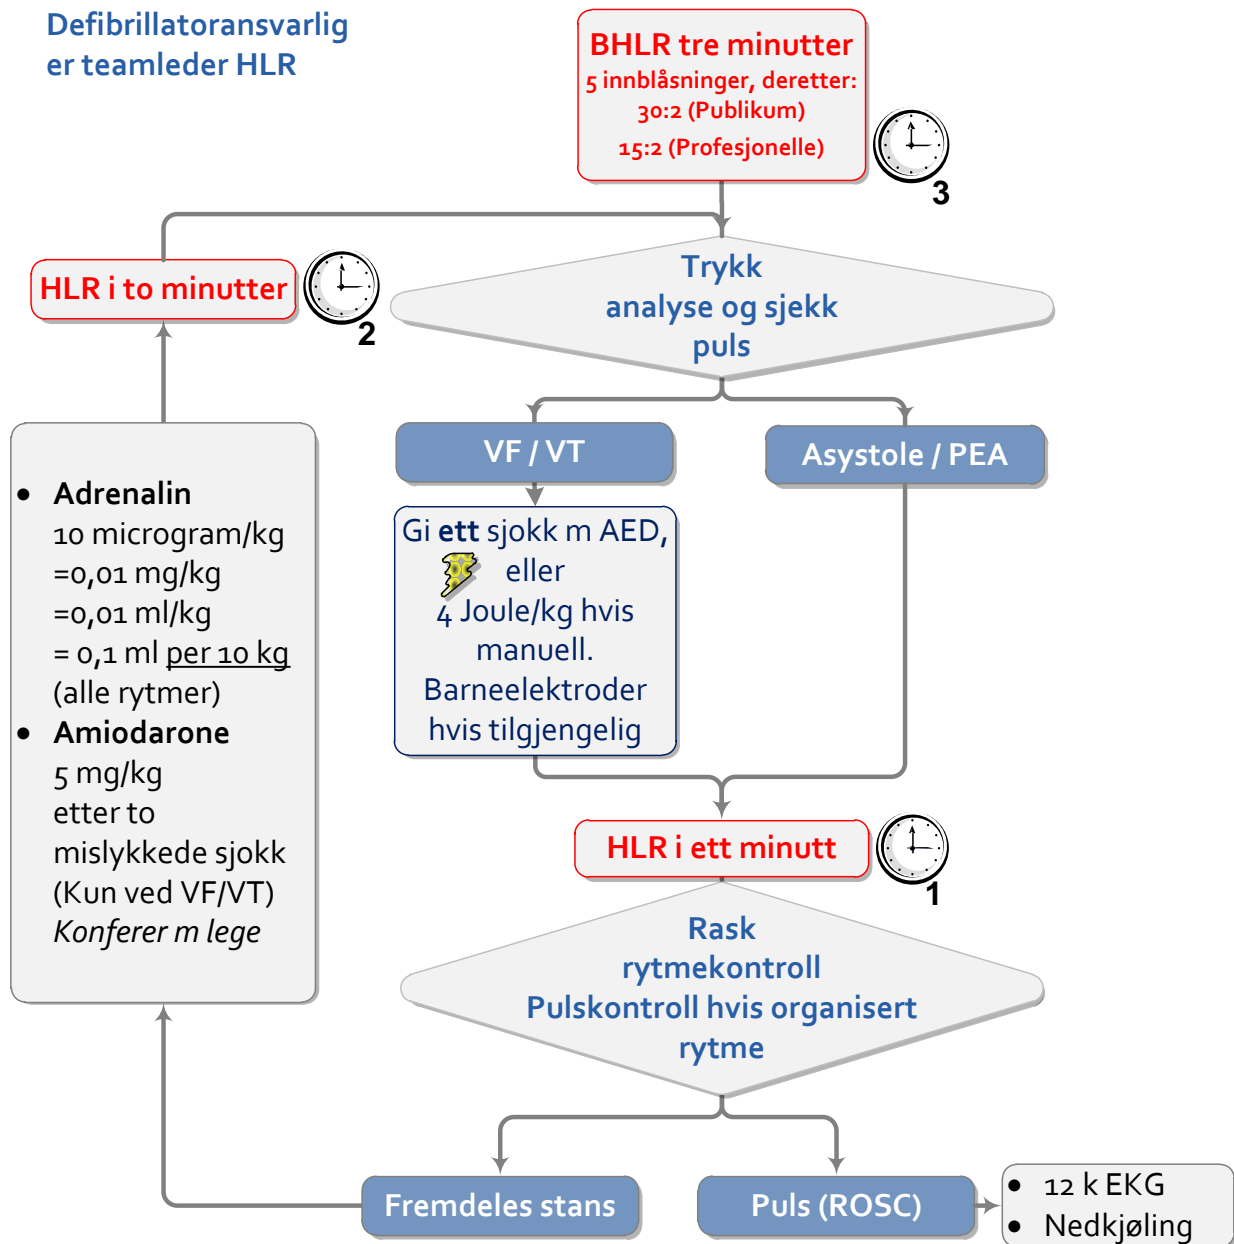 Defibrillatoransvarlig
er teamleder HLR
BHLR tre minutter
5 innblåsninger, deretter:
30:2 (Publikum)
15:2 (Profesjonelle)
3
HLR i to minutter
2
Trykk
analyse og sjekk
puls
VF / VT
Asystole / PEA
• Adrenalin
10 microgram/kg
=0,01 mg/kg
=0,01 ml/kg
= 0,1 ml per 10 kg
(alle rytmer)
• Amiodarone
5 mg/kg
etter to
mislykkede sjokk
(Kun ved VF/VT)
Konferer m lege
Gi ett sjokk m AED,
eller
4 Joule/kg hvis
manuell.
Barneelektroder
hvis tilgjengelig
HLR i ett minutt
1
Rask
rytmekontroll
Pulskontroll hvis organisert
rytme
Fremdeles stans
Puls (ROSC)
• 12 k EKG
• Nedkjøling